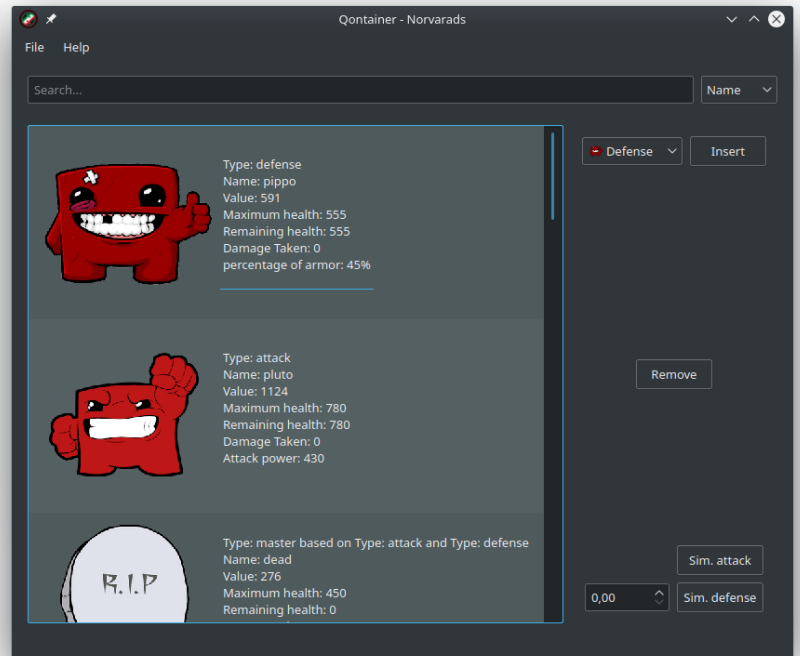 Qontainer - Norvarads
File Help
Search...
Name
Type: defense
Name: pippo
Value: 591
Maximum health: 555
Remaining health: 555
Damage Taken: 0
percentage of armor: 45%
Defense
Insert
Type: attack
Name: pluto
Value: 1124
Maximum health: 780
Remaining health: 780
Damage Taken: 0
Attack power: 430
Remove
R.I.P
Type: master based on Type: attack and Type: defense
Name: dead
Value: 276
Maximum health: 450
Remaining health: 0
Sim. attack
0,00
Sim. defense